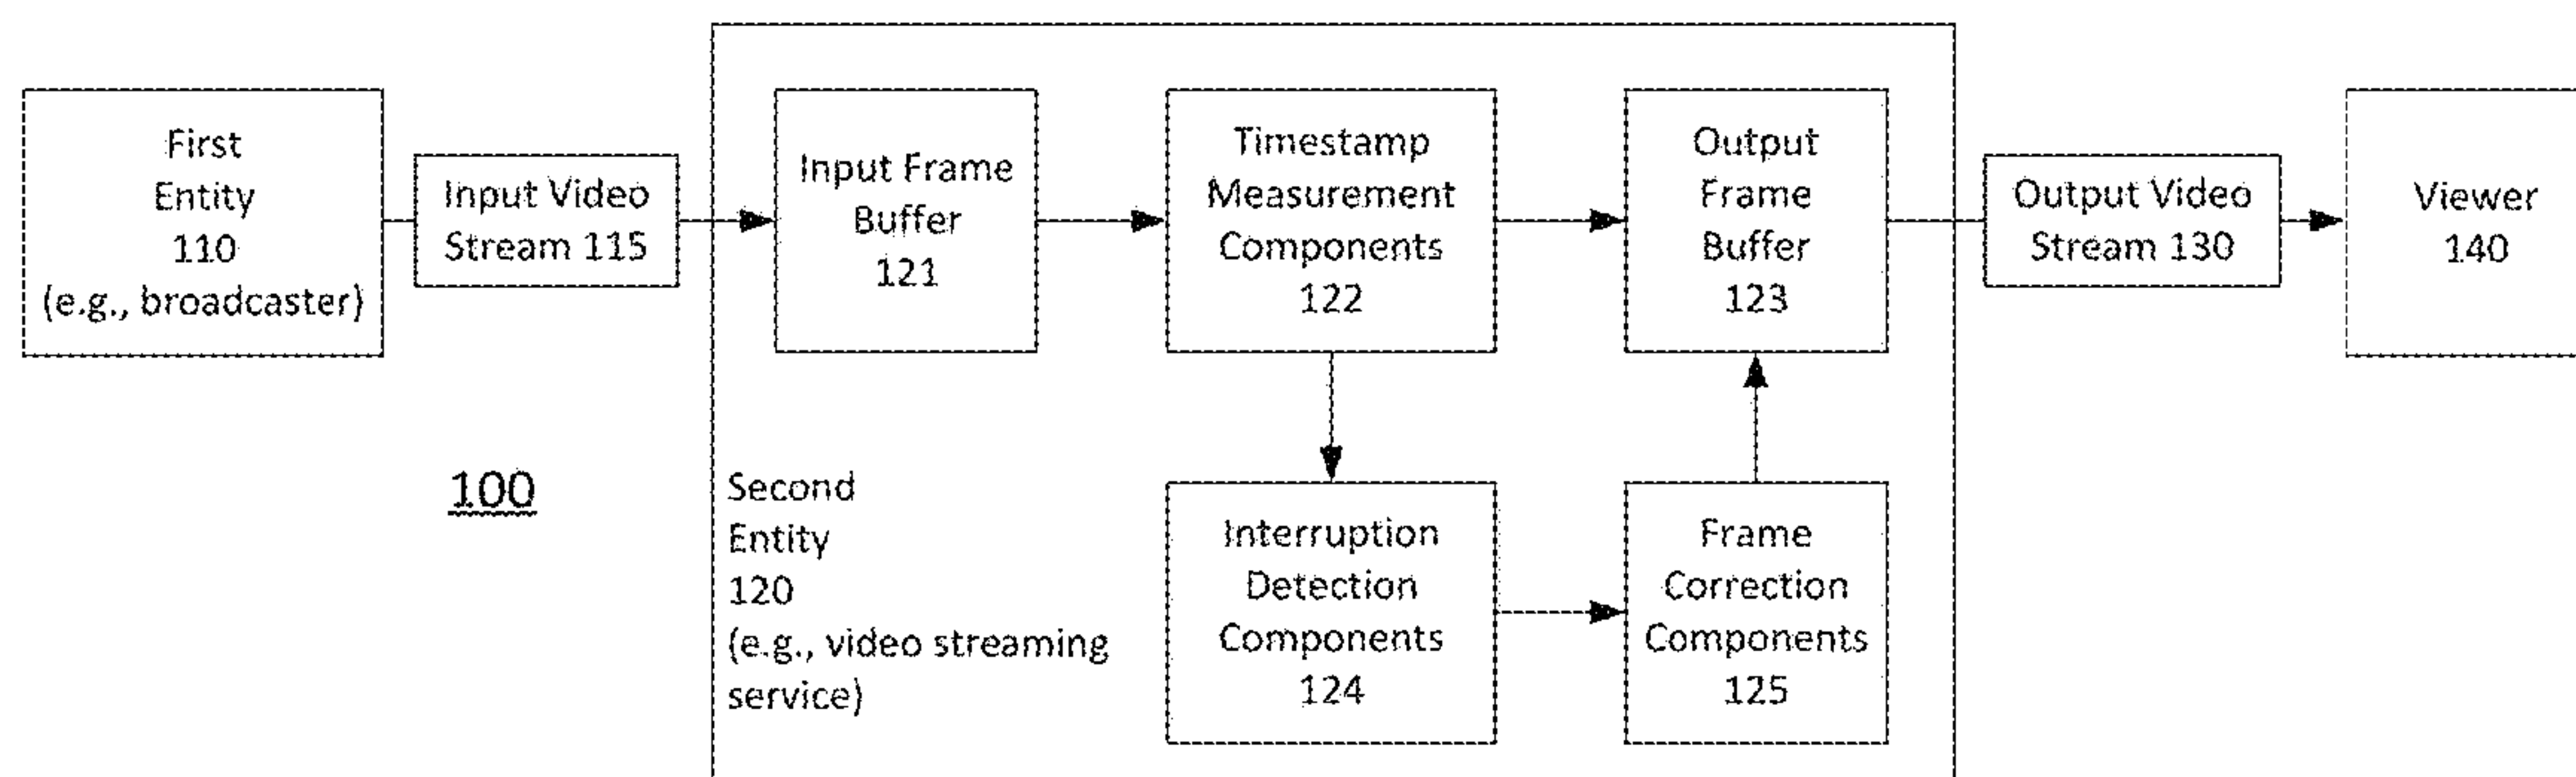 First
Entity
110
(e.g., broadcaster)
Input Video
Stream 115
Input Frame
Buffer
121
Timestamp
Measurement
Components
122
Output
Frame
Buffer
123
Output Video
Stream 130
Viewer
140
100
Second
Entity
120
(e.g., video streaming
service)
Interruption
Detection
Components
124
Frame
Correction
Components
125